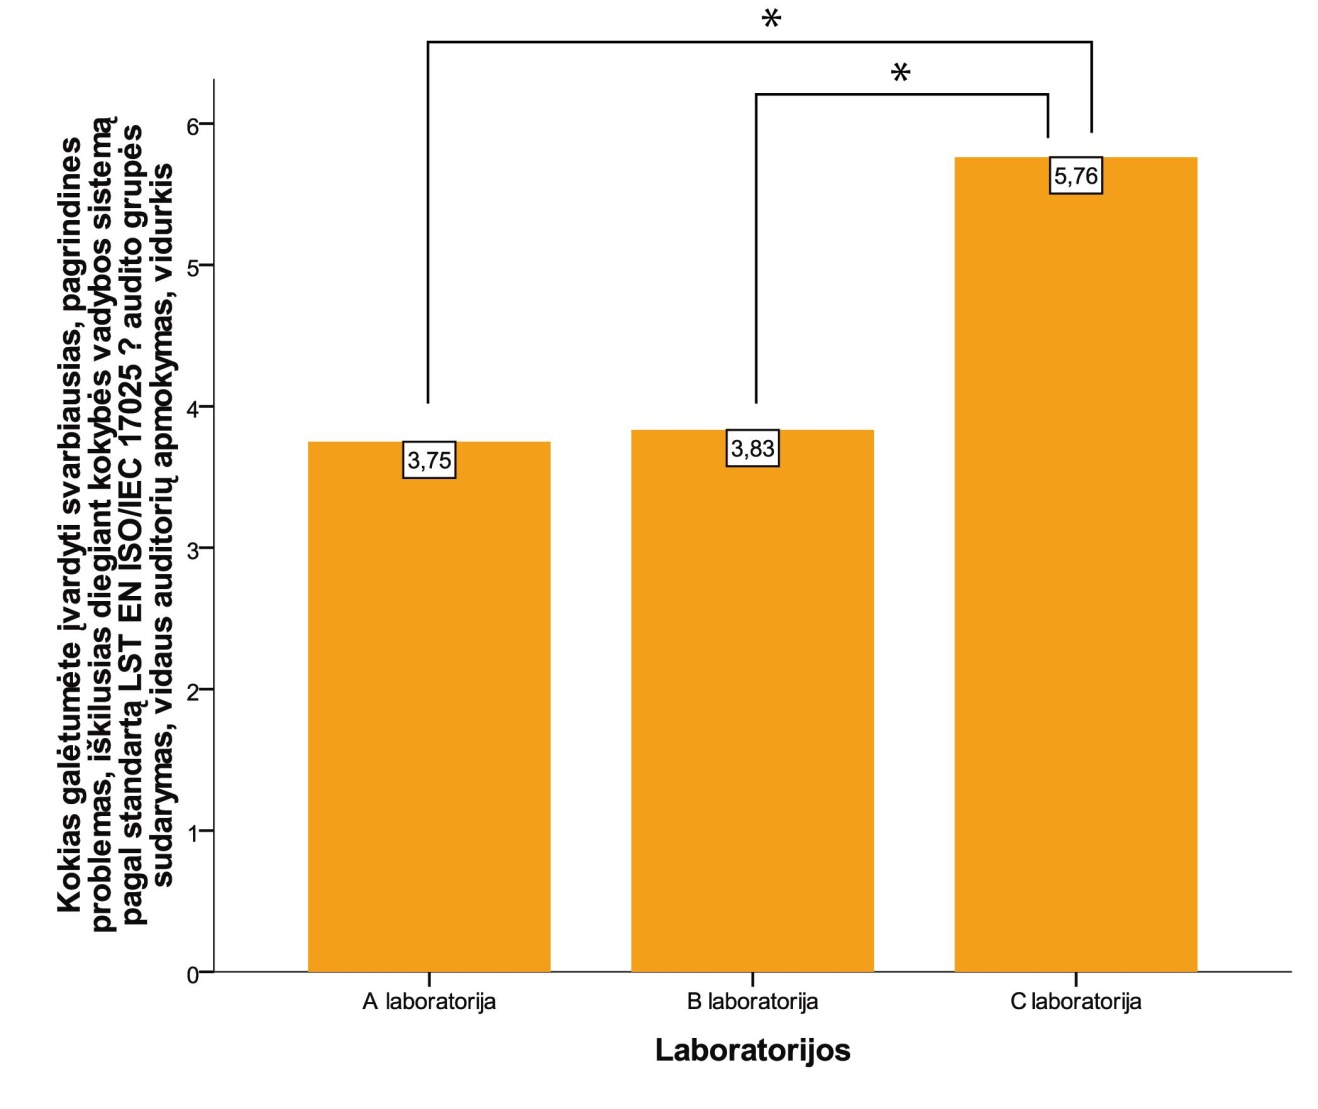 *
*
Kokias galėtumėte įvardyti svarbiausias, pagrindines
problemas, iškilusias diegiant kokybės vadybos sistemą
pagal standartą LST EN ISO/IEC 17025 ? audito grupės
sudarymas, vidaus auditorių apmokymas, vidurkis
6
5
4
3
2
1
0
5,76
3,75
3,83
A laboratorija
B laboratorija
C laboratorija
Laboratorijos